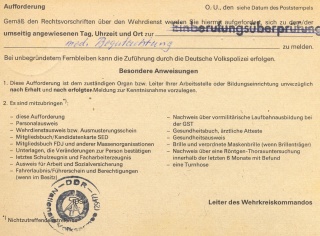 Aufforderung
O. U., den siehe Datum des Poststempels
Gemäß den Rechtsvorschriften über den Wehrdienst werden Sie hiermit aufgefordert, sich zu dem/der
umseitig angewiesenen Tag, Uhrzeit und Ort zur Einberufungsüberprüfung
med. Begutachtung zu melden.
Bei unbegründetem Fernbleiben kann die Zuführung durch die Deutsche Volkspolizei erfolgen.
Besondere Anweisungen
1. Diese Aufforderung ist dem zuständigen Organ bzw. Leiter Ihrer Arbeitsstelle oder Bildungseinrichtung unverzüglich
nach Erhalt und nach erfolgter Meldung zur Kenntnisnahme vorzulegen.
2. Es sind mitzubringen *)
– diese Aufforderung
– Personalausweis
– Wehrdienstausweis bzw. Ausmusterungsschein
– Mitgliedsbuch/Kandidatenkarte SED
– Mitgliedsbuch FDJ und anderer Massenorganisationen
– Unterlagen, die Veränderungen zur Person bestätigen
– letztes Schulzeugnis und Facharbeiterzeugnis
– Ausweis für Arbeit und Sozialversicherung
– Fahrerlaubnis/Führerschein und Berechtigungen
(wenn im Besitz)
– Nachweis über vormilitärische Laufbahnausbildung bei
der GST
– Gesundheitsbuch, ärztliche Atteste
– Gesundheitsausweis
– Brille und verordnete Maskenbrille (wenn Brillenträger)
– Nachweis über eine Röntgen-Thoraxuntersuchung
innerhalb der letzten 8 Monate mit Befund
– eine Turnhose
DDR
Leiter des Wehrkreiskommandos
*) Nichtzutreffendes